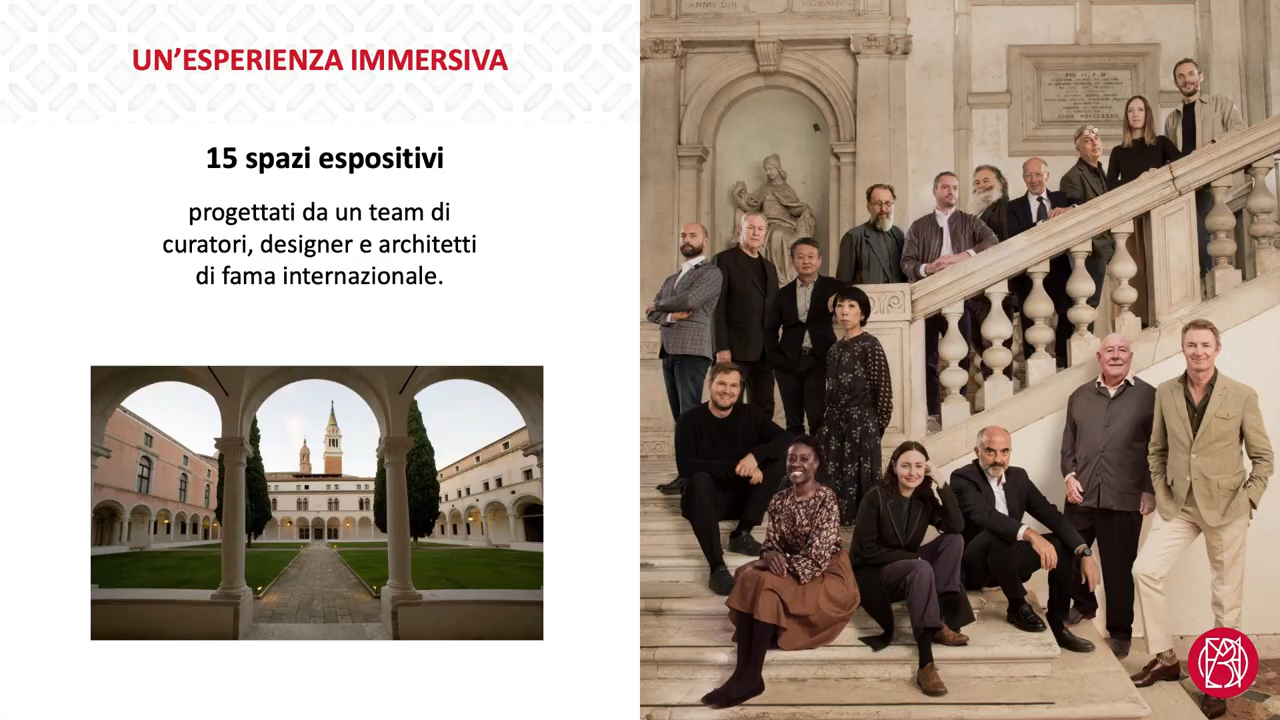 UN’ESPERIENZA IMMERSIVA
15 spazi espositivi
progettati da un team di
curatori, designer e architetti
di fama internazionale.